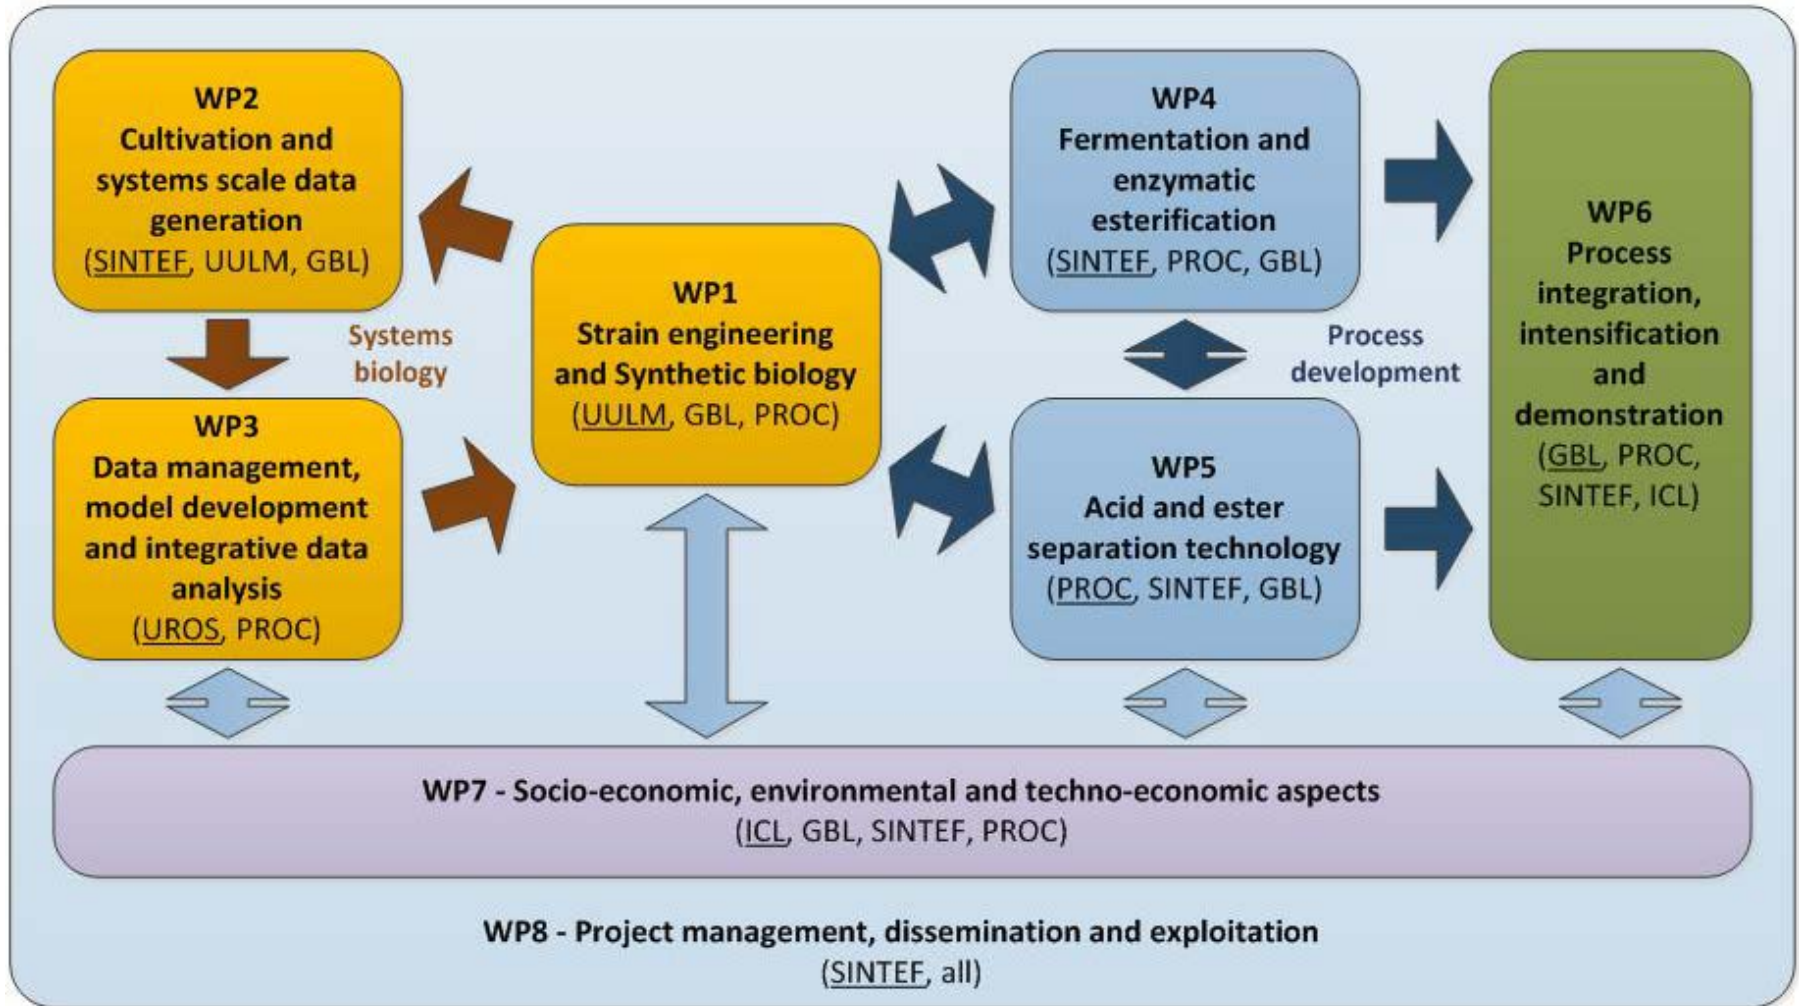 WP2
Cultivation and
systems scale data
generation
(SINTEF, UULM, GBL)
Systems
biology
WP3
Data management,
model development
and integrative data
analysis
(UROS, PROC)
WP1
Strain engineering
and Synthetic biology
(UULM, GBL, PROC)
WP4
Fermentation and
enzymatic
esterification
(SINTEF, PROC, GBL)
Process
development
WP5
Acid and ester
separation technology
(PROC, SINTEF, GBL)
WP6
Process
integration,
intensification
and
demonstration
(GBL, PROC,
SINTEF, ICL)
WP7 - Socio-economic, environmental and techno-economic aspects
(ICL, GBL, SINTEF, PROC)
WP8 - Project management, dissemination and exploitation
(SINTEF, all)